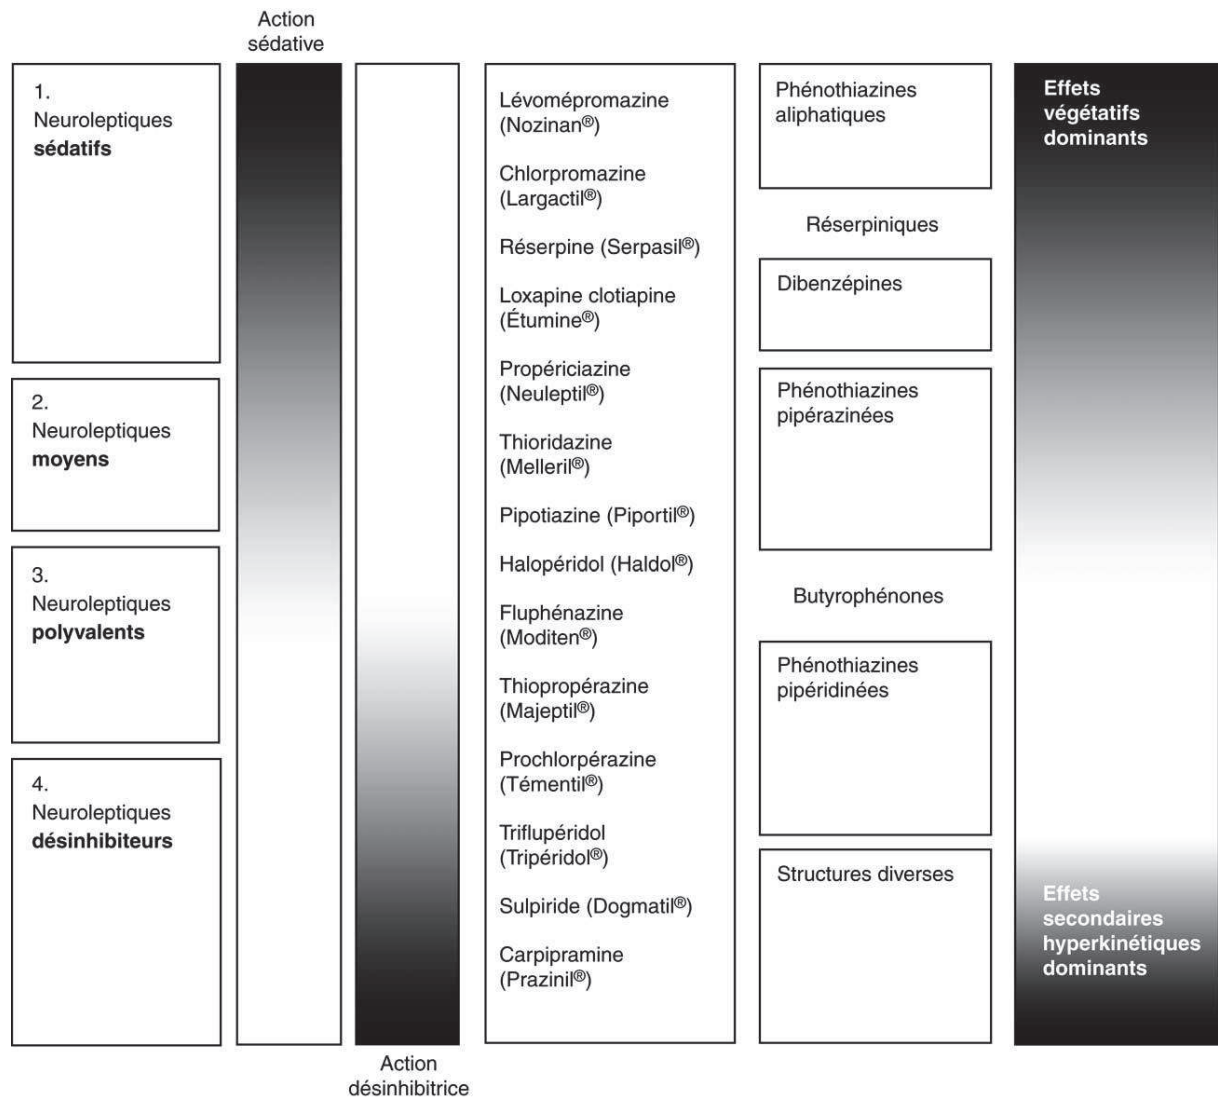 Action
sédative
1.
Neuroleptiques
sédatifs
2.
Neuroleptiques
moyens
3.
Neuroleptiques
polyvalents
4.
Neuroleptiques
désinhibiteurs
Action
désinhibitrice
Lévomépromazine
(Nozinan®)
Chlorpromazine
(Largactil®)
Réserpine (Serpasil®)
Loxapine clotiapine
(Étumine®)
Propériciazine
(Neuleptil®)
Thioridazine
(Melleril®)
Pipotiazine (Piportil®)
Halopéridol (Haldol®)
Fluphénazine
(Moditen®)
Thiopropérazine
(Majeptil®)
Prochlorpérazine
(Témentil®)
Triflupéridol
(Tripéridol®)
Sulpiride (Dogmatil®)
Carpipramine
(Prazinil®)
Phénothiazines
aliphatiques
Réserpiniques
Dibenzépines
Phénothiazines
pipérazinées
Butyrophénones
Phénothiazines
pipéridinées
Structures diverses
Effets
végétatifs
dominants
Effets
secondaires
hyperkinétiques
dominants